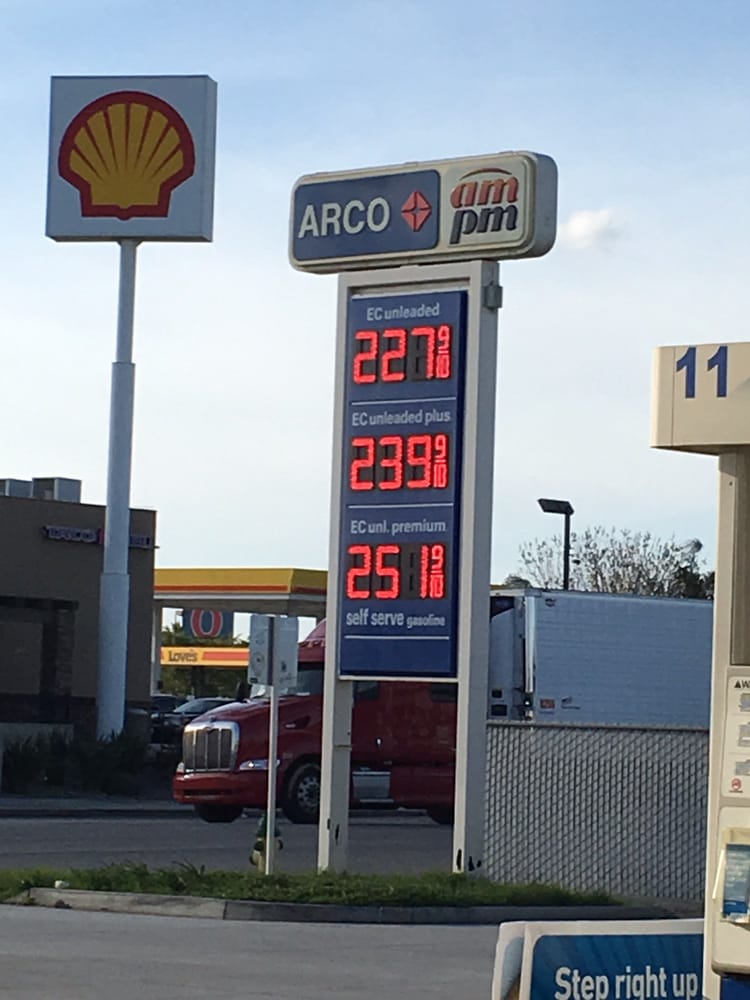 ARCO
am
pm
EC unleaded
227 9/10
EC unleaded plus
239 9/10
EC unl. premium
251 9/10
self serve gasoline
11
Love's
Step right up